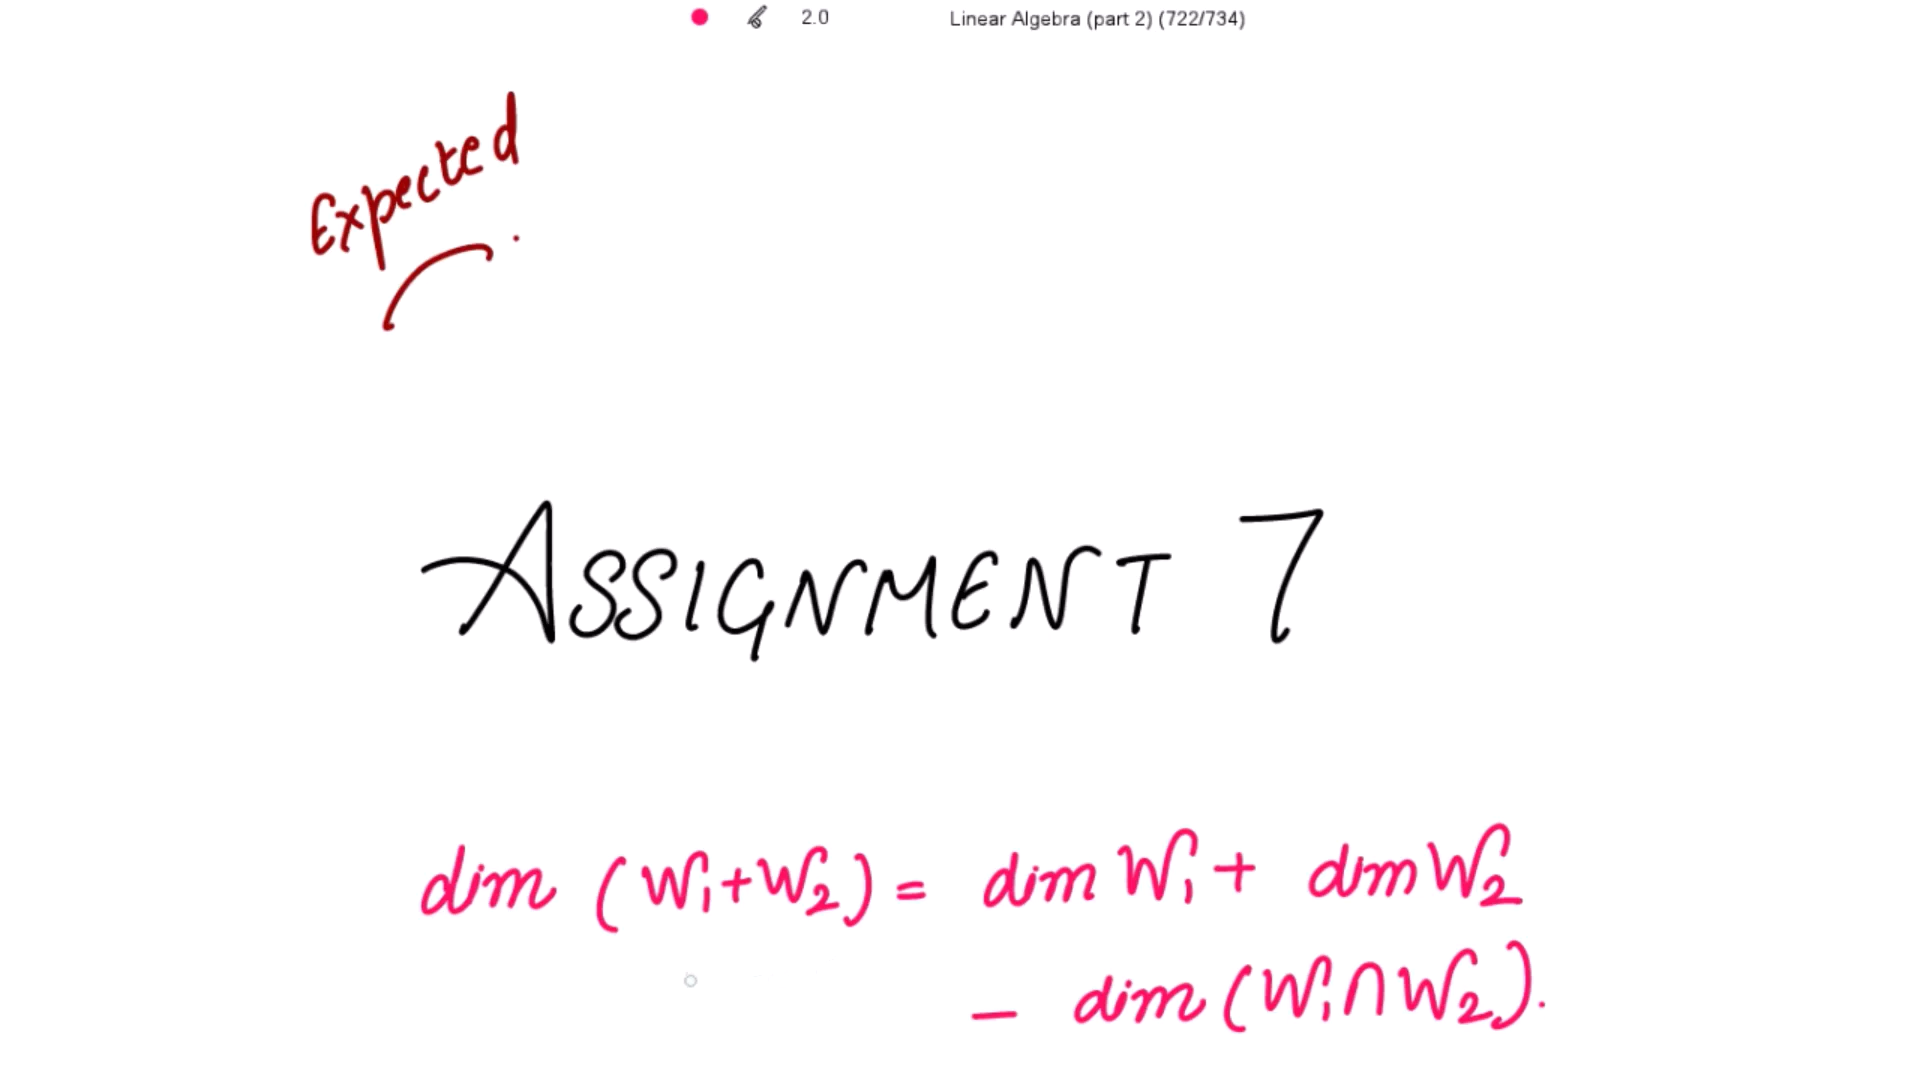 2.0 Linear Algebra (part 2) (722/734)
Expected
ASSIGNMENT 7
dim (W₁+W₂) = dim W₁ + dim W₂
– dim (W₁∩W₂).